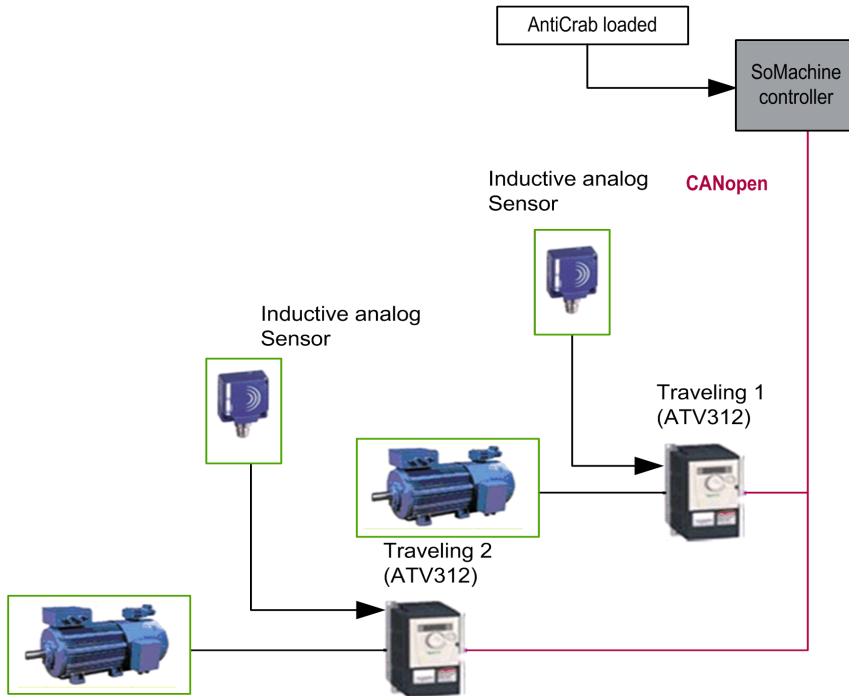 AntiCrab loaded
SoMachine
controller
Inductive analog
Sensor
CANopen
Inductive analog
Sensor
Traveling 1
(ATV312)
Traveling 2
(ATV312)